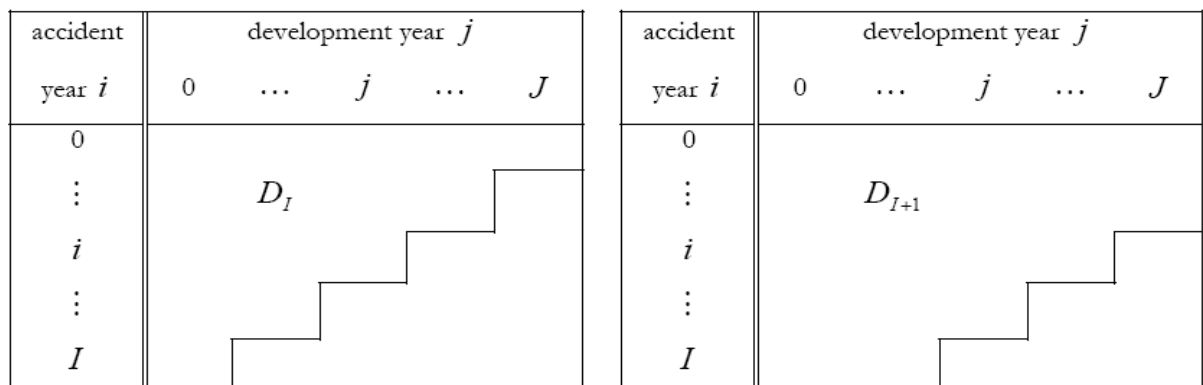 accident development year j
year i 0 … j … J
0
⋮ D_I
i
⋮
I
accident development year j
year i 0 … j … J
0
⋮ D_{I+1}
i
⋮
I